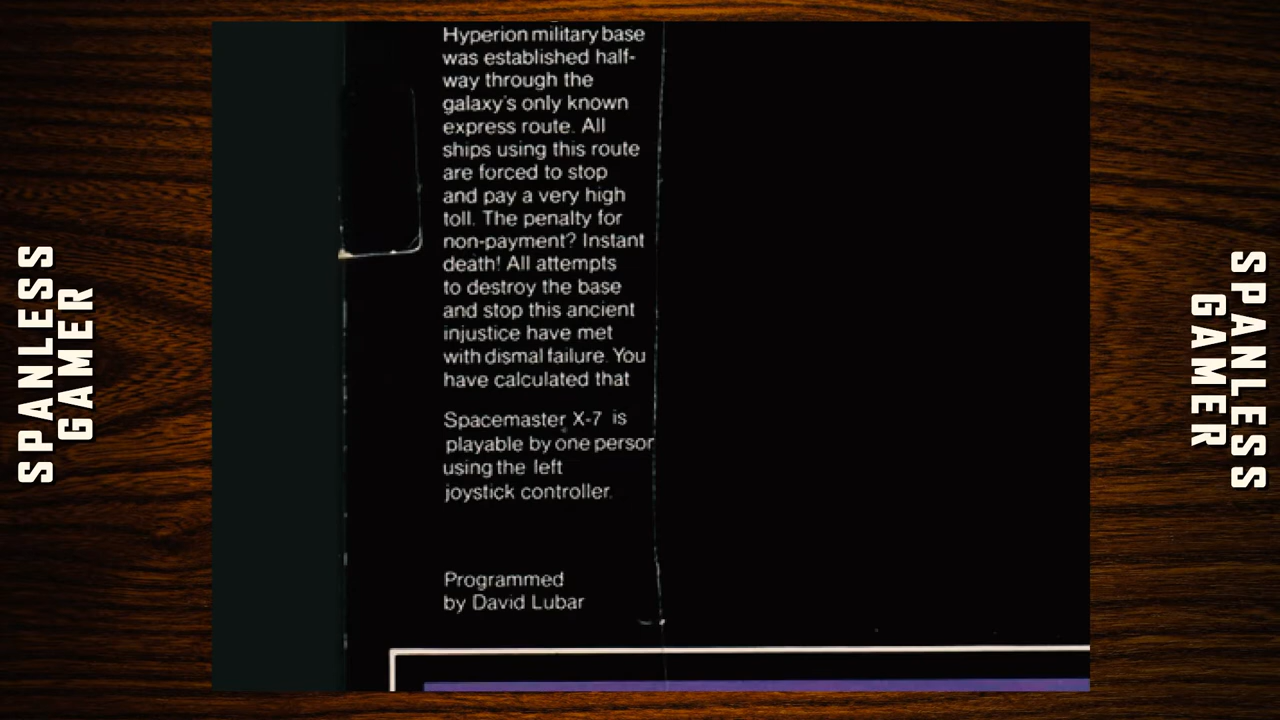 SPANLESS
GAMER
Hyperion military base
was established half-
way through the
galaxy's only known
express route. All
ships using this route
are forced to stop
and pay a very high
toll. The penalty for
non-payment? Instant
death! All attempts
to destroy the base
and stop this ancient
injustice have met
with dismal failure. You
have calculated that
Spacemaster X-7 is
playable by one person
using the left
joystick controller.
Programmed
by David Lubar
SPANLESS
GAMER